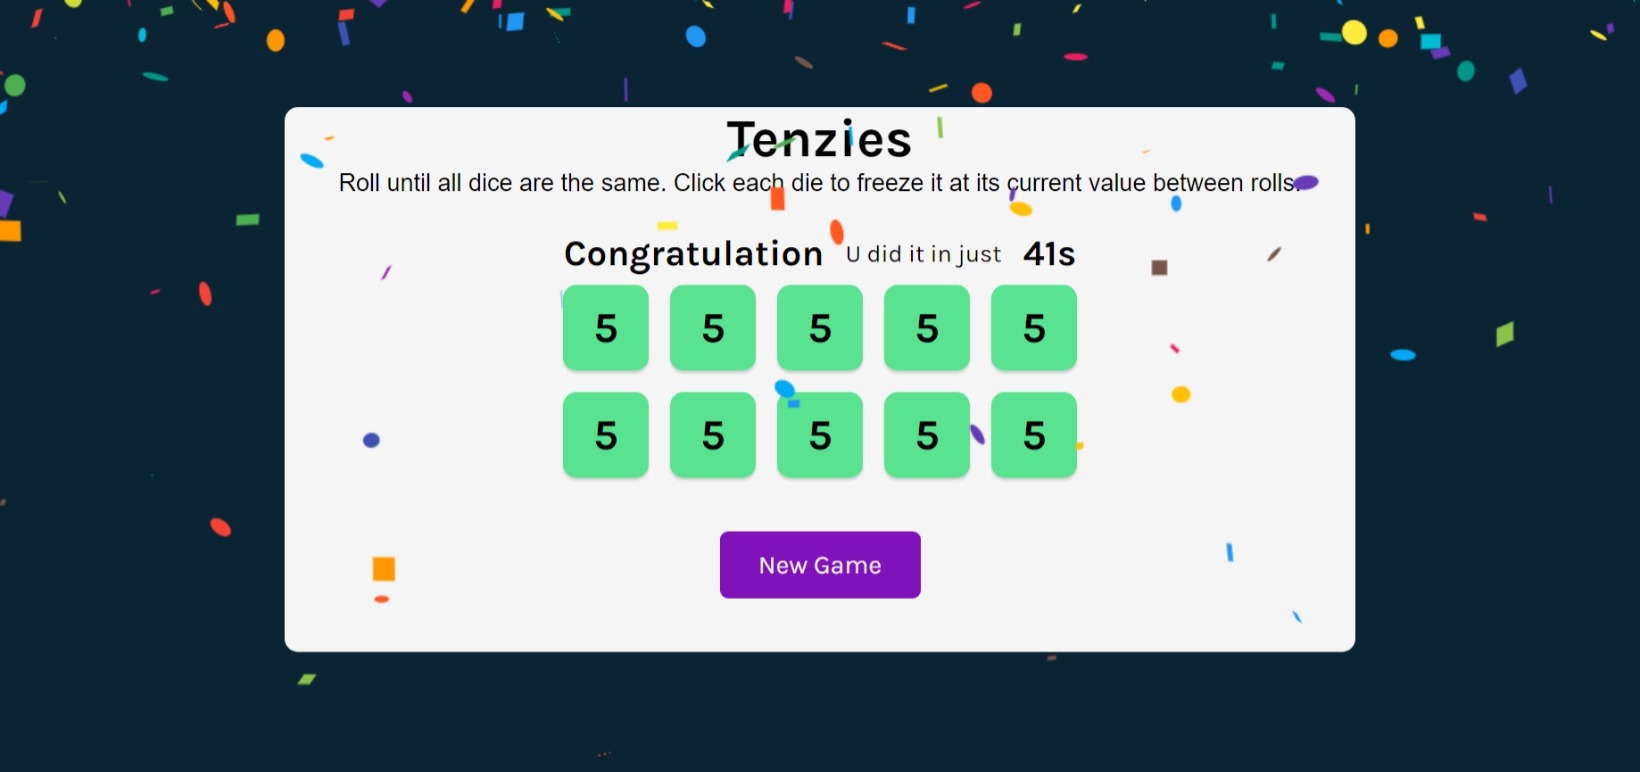 Tenzies
Roll until all dice are the same. Click each die to freeze it at its current value between rolls.
Congratulation U did it in just 41s
5 5 5 5 5
5 5 5 5 5
New Game